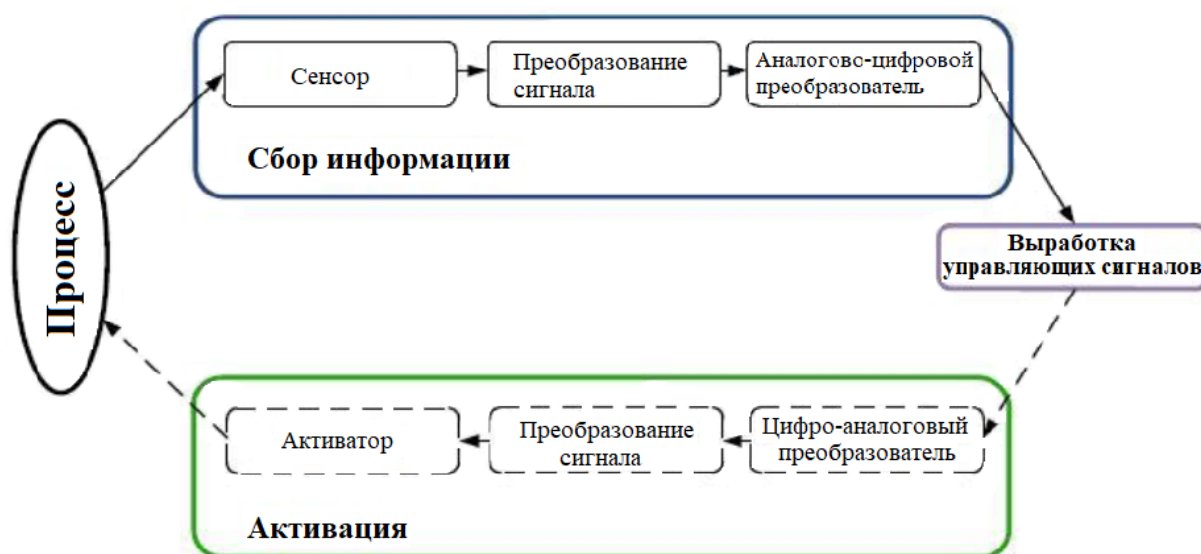 Сенсор
Преобразование
сигнала
Аналогово-цифровой
преобразователь
Сбор информации
Процесс
Выработка
управляющих сигналов
Активатор
Преобразование
сигнала
Цифро-аналоговый
преобразователь
Активация